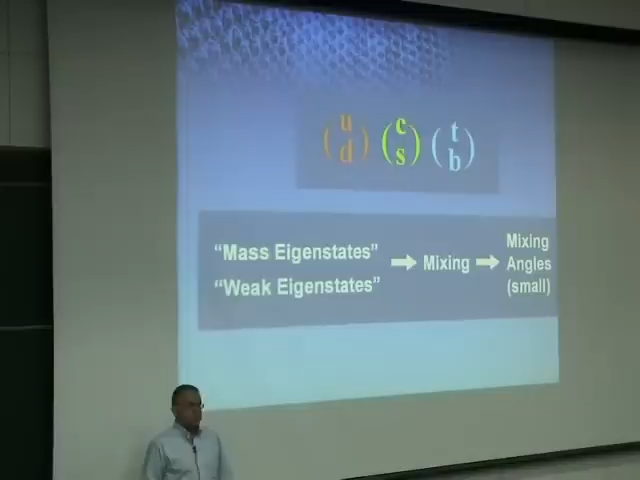 (u d) (c s) (t b)
“Mass Eigenstates”
“Weak Eigenstates”
→ Mixing →
Mixing
Angles
(small)